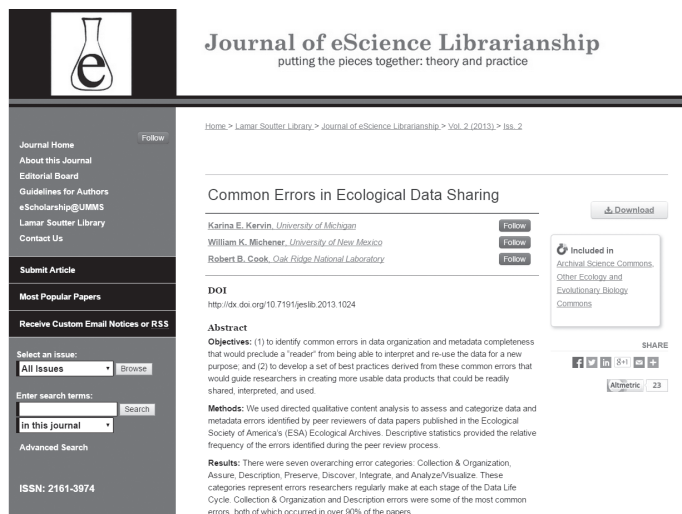 e
Journal of eScience Librarianship
putting the pieces together: theory and practice
Follow
Journal Home
About this Journal
Editorial Board
Guidelines for Authors
eScholarship@UMMS
Lamar Soutter Library
Contact Us
Submit Article
Most Popular Papers
Receive Custom Email Notices or RSS
Select an issue:
All Issues
Browse
Enter search terms:
Search
in this journal
Advanced Search
ISSN: 2161-3974
Home > Lamar Soutter Library > Journal of eScience Librarianship > Vol. 2 (2013) > Iss. 2
Common Errors in Ecological Data Sharing
Karina E. Kervin, University of Michigan
Follow
William K. Michener, University of New Mexico
Follow
Robert B. Cook, Oak Ridge National Laboratory
Follow
DOI
http://dx.doi.org/10.7191/jeslib.2013.1024
Abstract
Objectives: (1) to identify common errors in data organization and metadata completeness
that would preclude a "reader" from being able to interpret and re-use the data for a new
purpose; and (2) to develop a set of best practices derived from these common errors that
would guide researchers in creating more usable data products that could be readily
shared, interpreted, and used.
Methods: We used directed qualitative content analysis to assess and categorize data and
metadata errors identified by peer reviewers of data papers published in the Ecological
Society of America's (ESA) Ecological Archives. Descriptive statistics provided the relative
frequency of the errors identified during the peer review process.
Results: There were seven overarching error categories: Collection & Organization,
Assure, Description, Preserve, Discover, Integrate, and Analyze/Visualize. These
categories represent errors researchers regularly make at each stage of the Data Life
Cycle. Collection & Organization and Description errors were some of the most common
errors, both of which occurred in over 90% of the papers.
Download
Included in
Archival Science Commons,
Other Ecology and
Evolutionary Biology
Commons
SHARE
f
in
g+1
+
Altmetric 23